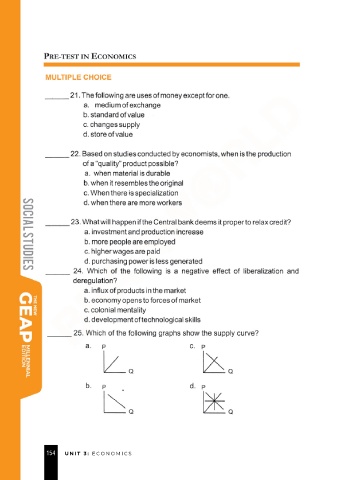 PRE-TEST IN ECONOMICS
MULTIPLE CHOICE
______ 21. The following are uses of money except for one.
a. medium of exchange
b. standard of value
c. changes supply
d. store of value
______ 22. Based on studies conducted by economists, when is the production
of a "quality" product possible?
a. when material is durable
b. when it resembles the original
c. When there is specialization
d. when there are more workers
______ 23. What will happen if the Central bank deems it proper to relax credit?
a. investment and production increase
b. more people are employed
c. higher wages are paid
d. purchasing power is less generated
______ 24. Which of the following is a negative effect of liberalization and
deregulation?
a. influx of products in the market
b. economy opens to forces of market
c. colonial mentality
d. development of technological skills
______ 25. Which of the following graphs show the supply curve?
a. P c. P
Q Q
b. P d. P
Q Q
SOCIAL STUDIES
THE NEW
GEAP
MILLENNIAL
EDITION
154 UNIT 3: ECONOMICS